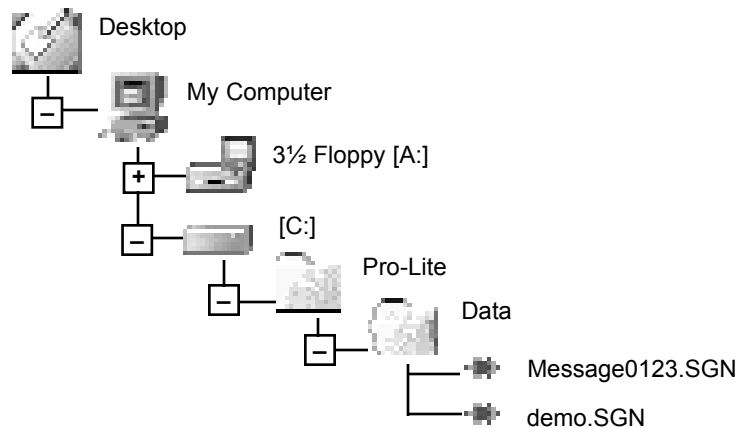 Desktop
My Computer
3½ Floppy [A:]
[C:]
Pro-Lite
Data
Message0123.SGN
demo.SGN